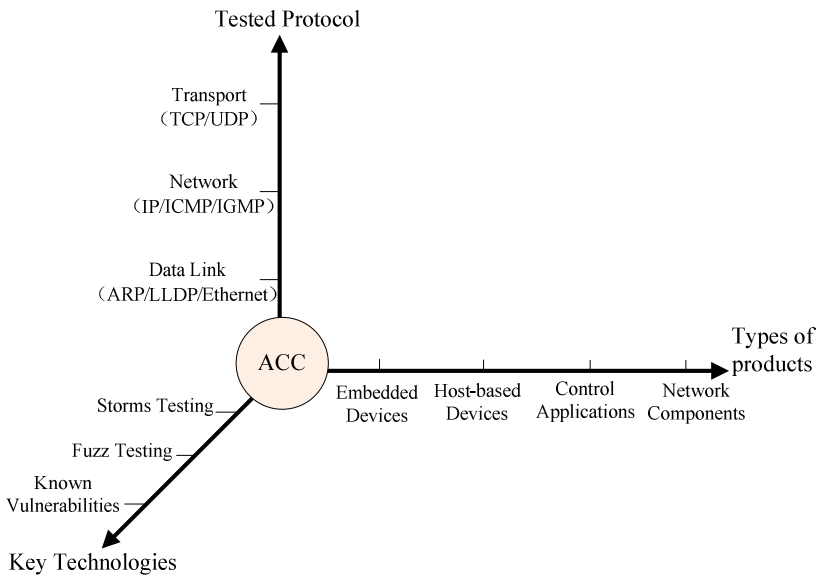 Tested Protocol
Transport
（TCP/UDP）
Network
（IP/ICMP/IGMP）
Data Link
（ARP/LLDP/Ethernet）
ACC
Types of
products
Embedded
Devices
Host-based
Devices
Control
Applications
Network
Components
Storms Testing
Fuzz Testing
Known
Vulnerabilities
Key Technologies